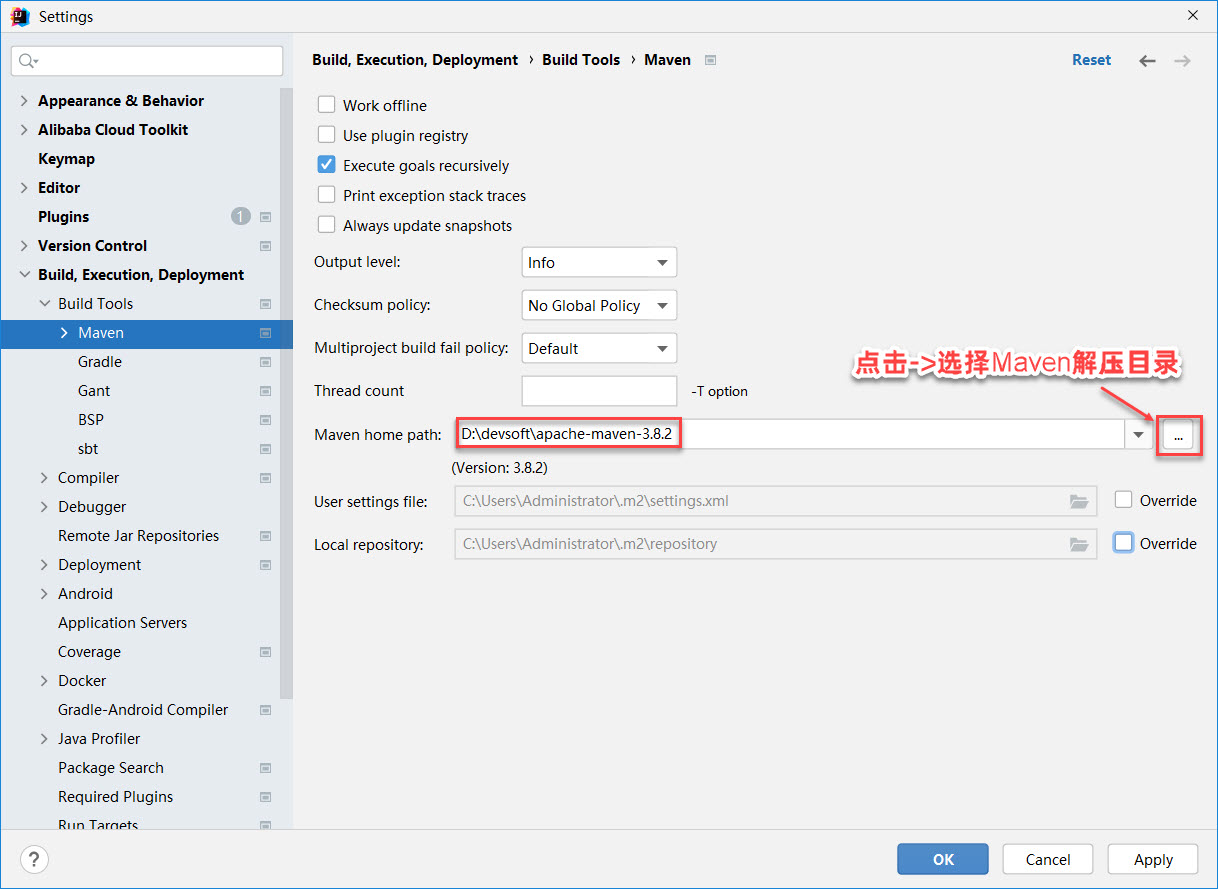 Settings
Build, Execution, Deployment › Build Tools › Maven
Reset
Appearance & Behavior
Alibaba Cloud Toolkit
Keymap
Editor
Plugins 1
Version Control
Build, Execution, Deployment
Build Tools
Maven
Gradle
Gant
BSP
sbt
Compiler
Debugger
Remote Jar Repositories
Deployment
Android
Application Servers
Coverage
Docker
Gradle-Android Compiler
Java Profiler
Package Search
Required Plugins
Run Targets
Work offline
Use plugin registry
Execute goals recursively
Print exception stack traces
Always update snapshots
Output level: Info
Checksum policy: No Global Policy
Multiproject build fail policy: Default
点击->选择Maven解压目录
Thread count -T option
Maven home path: D:\devsoft\apache-maven-3.8.2 ...
(Version: 3.8.2)
User settings file: C:\Users\Administrator\.m2\settings.xml Override
Local repository: C:\Users\Administrator\.m2\repository Override
? OK Cancel Apply